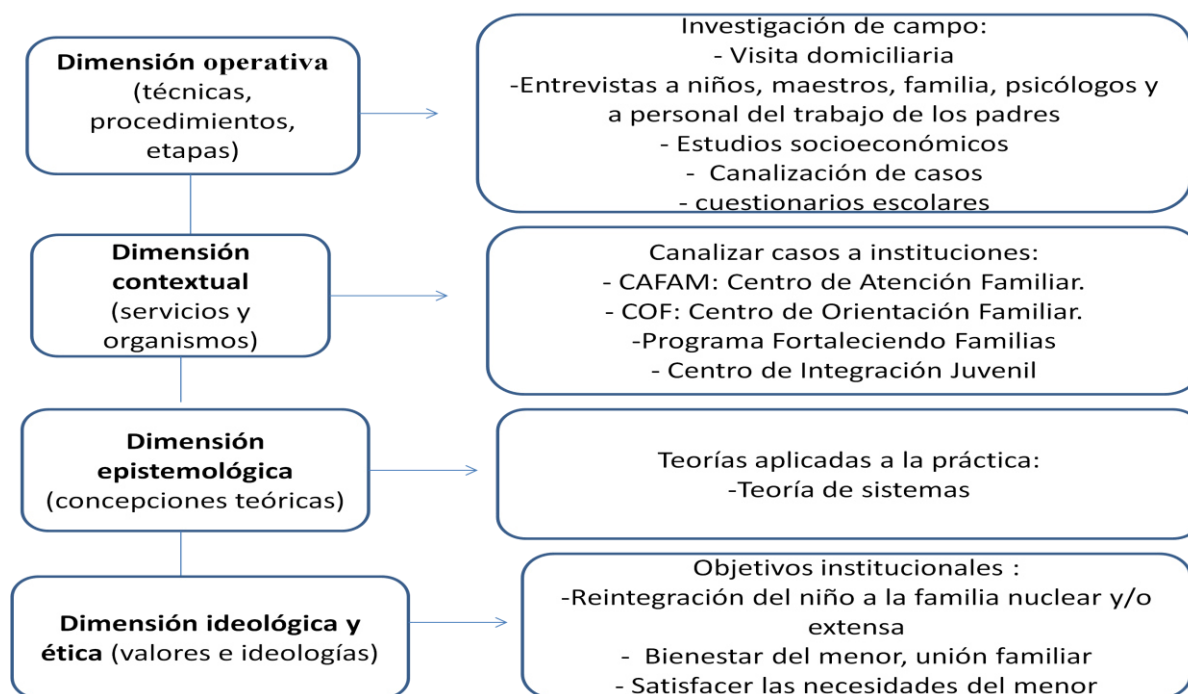 Dimensión operativa
(técnicas,
procedimientos,
etapas)
Investigación de campo:
- Visita domiciliaria
-Entrevistas a niños, maestros, familia, psicólogos y
a personal del trabajo de los padres
- Estudios socioeconómicos
- Canalización de casos
- cuestionarios escolares
Dimensión
contextual
(servicios y
organismos)
Canalizar casos a instituciones:
- CAFAM: Centro de Atención Familiar.
- COF: Centro de Orientación Familiar.
-Programa Fortaleciendo Familias
- Centro de Integración Juvenil
Dimensión
epistemológica
(concepciones teóricas)
Teorías aplicadas a la práctica:
-Teoría de sistemas
Dimensión ideológica y
ética (valores e ideologías)
Objetivos institucionales :
-Reintegración del niño a la familia nuclear y/o
extensa
- Bienestar del menor, unión familiar
- Satisfacer las necesidades del menor